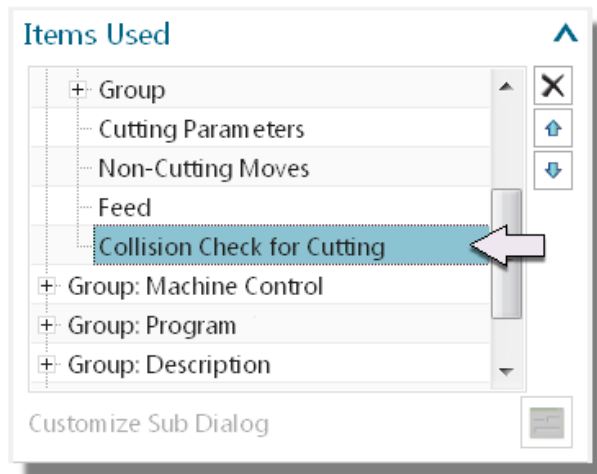 Items Used
Group
Cutting Parameters
Non-Cutting Moves
Feed
Collision Check for Cutting
Group: Machine Control
Group: Program
Group: Description
Customize Sub Dialog